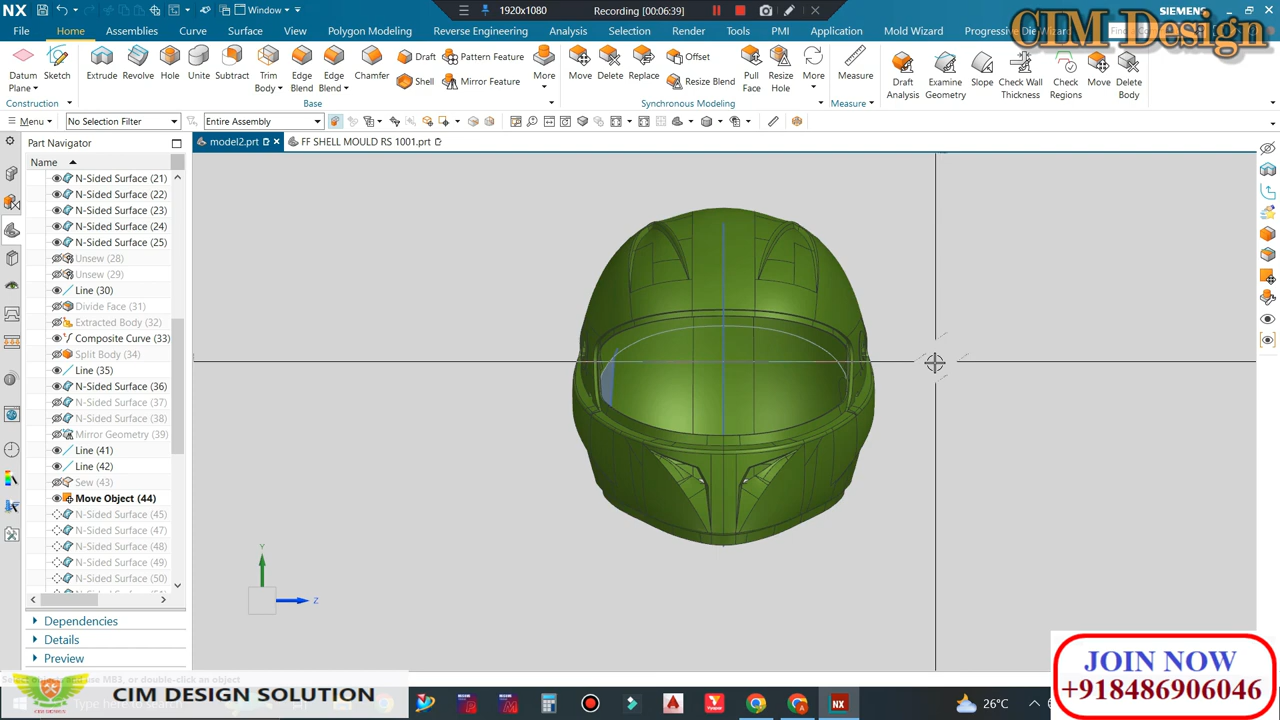 NX
Window
1920x1080
Recording [00:06:39]
SIEMENS
CIM Design
File
Home
Assemblies
Curve
Surface
View
Polygon Modeling
Reverse Engineering
Analysis
Selection
Render
Tools
PMI
Application
Mold Wizard
Progressive Die Wizard
Datum Plane
Sketch
Extrude
Revolve
Hole
Unite
Subtract
Trim Body
Edge Blend
Edge Blend
Chamfer
Draft
Shell
Pattern Feature
Mirror Feature
More
Move
Delete
Replace
Offset
Resize Blend
Pull Face
Resize Hole
More
Measure
Draft Analysis
Examine Geometry
Slope
Check Wall Thickness
Check Regions
Move
Delete Body
Construction
Base
Synchronous Modeling
Measure
Menu
No Selection Filter
Entire Assembly
Part Navigator
model2.prt
FF SHELL MOULD RS 1001.prt
Name
N-Sided Surface (21)
N-Sided Surface (22)
N-Sided Surface (23)
N-Sided Surface (24)
N-Sided Surface (25)
Unsew (28)
Unsew (29)
Line (30)
Divide Face (31)
Extracted Body (32)
Composite Curve (33)
Split Body (34)
Line (35)
N-Sided Surface (36)
N-Sided Surface (37)
N-Sided Surface (38)
Mirror Geometry (39)
Line (41)
Line (42)
Sew (43)
Move Object (44)
N-Sided Surface (45)
N-Sided Surface (47)
N-Sided Surface (48)
N-Sided Surface (49)
N-Sided Surface (50)
Dependencies
Details
Preview
Y
Z
JOIN NOW
+918486906046
CIM DESIGN SOLUTION
26°C